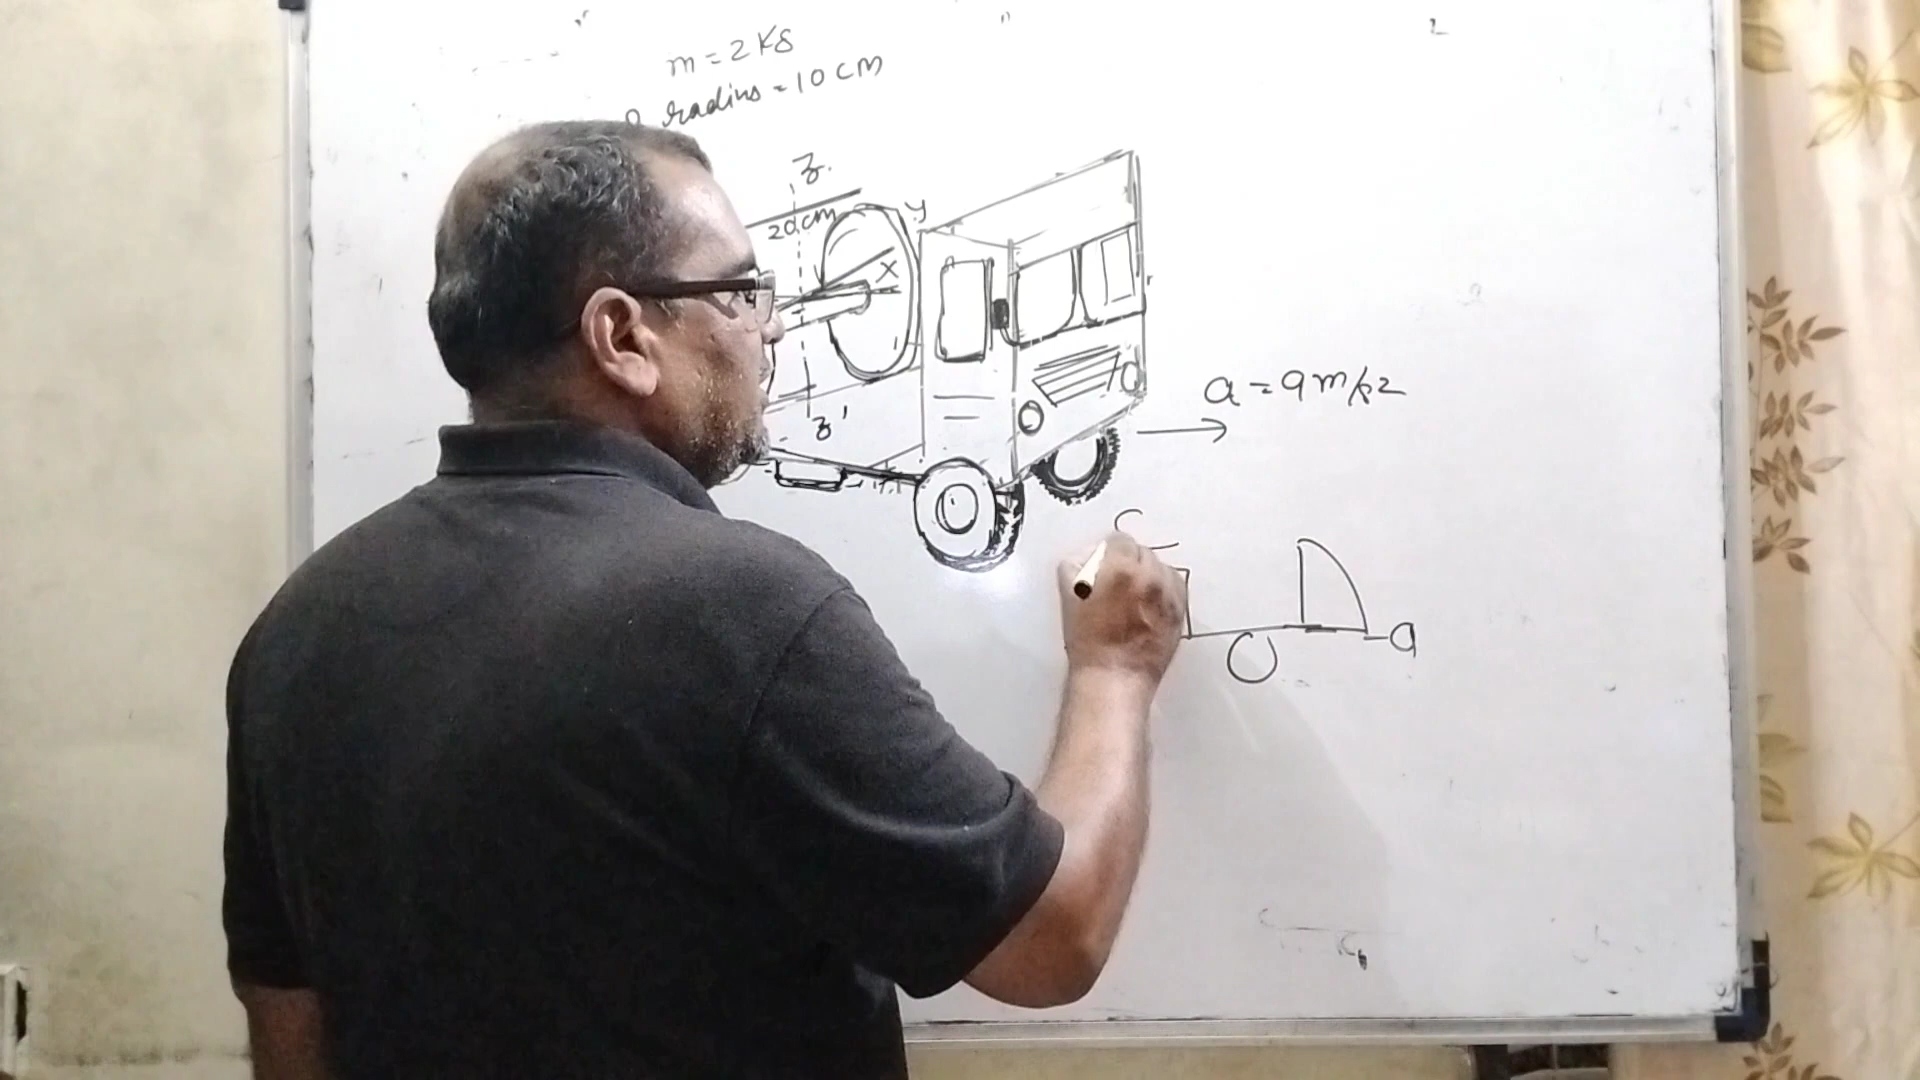 m = 2 kg
radius = 10 cm
z.
20 cm
y
x
a = 9 m/s2
z'
a